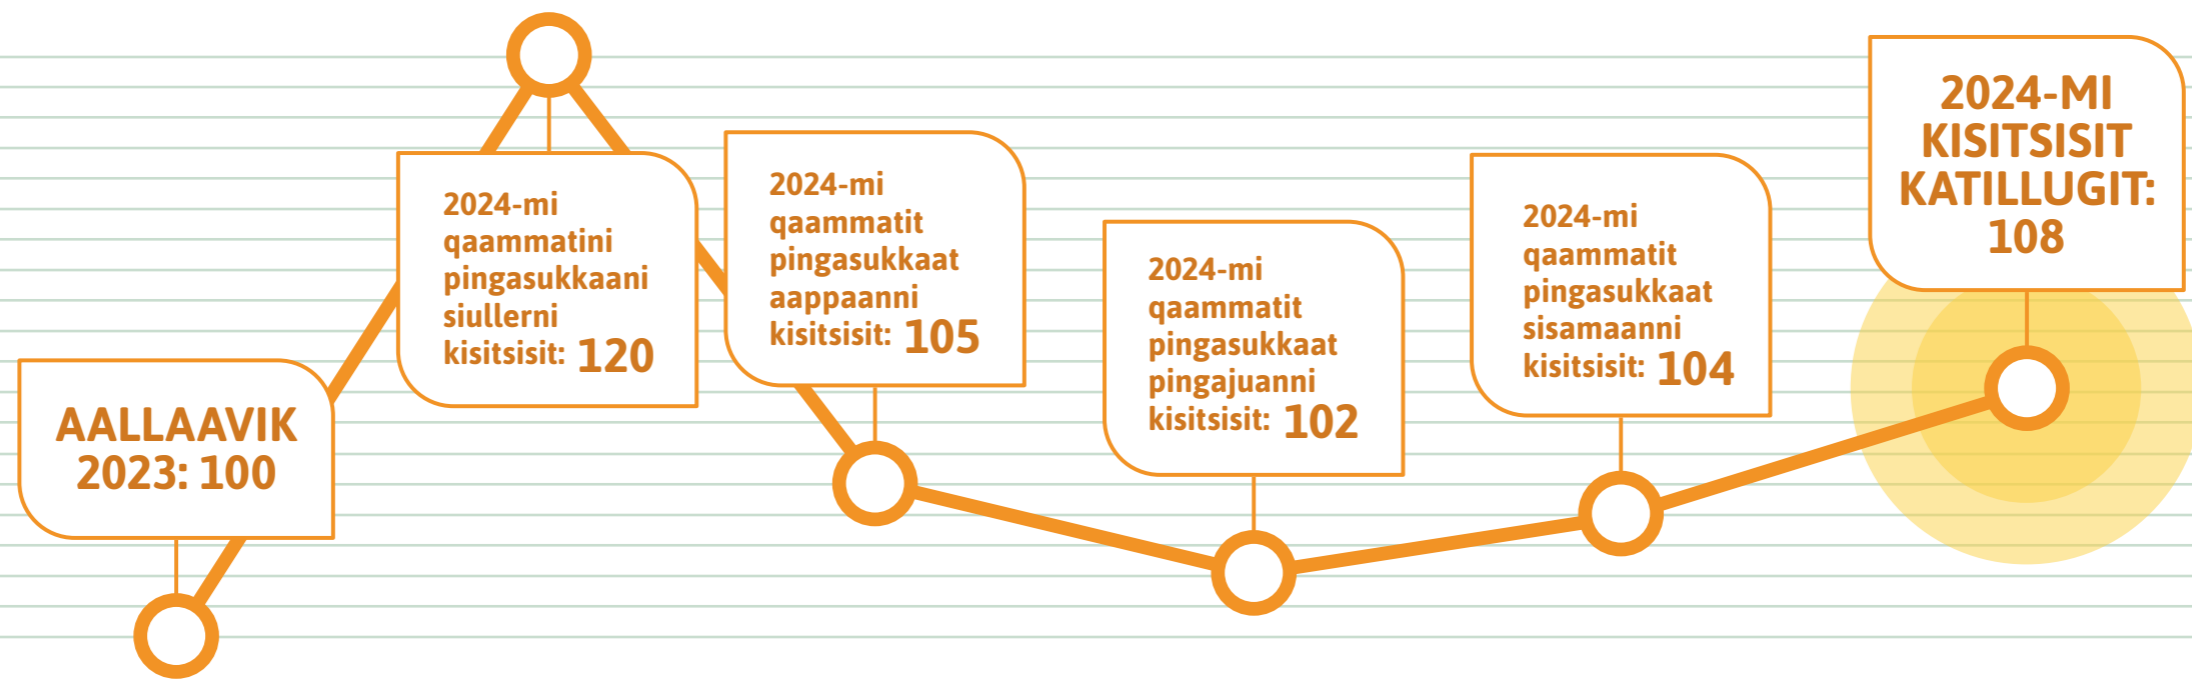 AALLAAVIK
2023: 100
2024-mi
qaammatini
pingasukkaani
siullerni
kisitsisit: 120
2024-mi
qaammatit
pingasukkaat
aappaanni
kisitsisit: 105
2024-mi
qaammatit
pingasukkaat
pingajuanni
kisitsisit: 102
2024-mi
qaammatit
pingasukkaat
sisamaanni
kisitsisit: 104
2024-MI
KISITSISIT
KATILLUGIT:
108